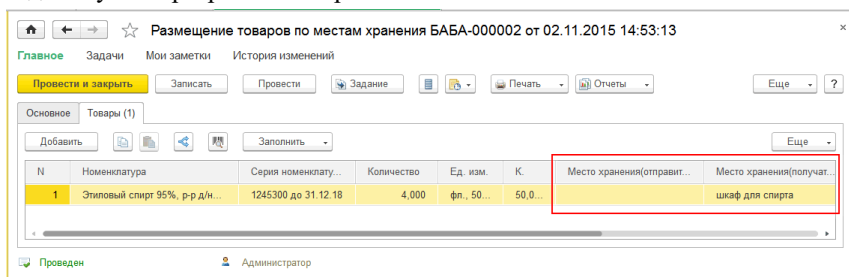 Размещение товаров по местам хранения БАБА-000002 от 02.11.2015 14:53:13
Главное Задачи Мои заметки История изменений
Провести и закрыть Записать Провести Задание Печать Отчеты Еще ?
Основное Товары (1)
Добавить Заполнить Еще
N Номенклатура Серия номенклату... Количество Ед. изм. К. Место хранения(отправит... Место хранения(получат...
1 Этиловый спирт 95%, р-р д/н... 1245300 до 31.12.18 4,000 фл., 50... 50,0... шкаф для спирта
Проведен Администратор